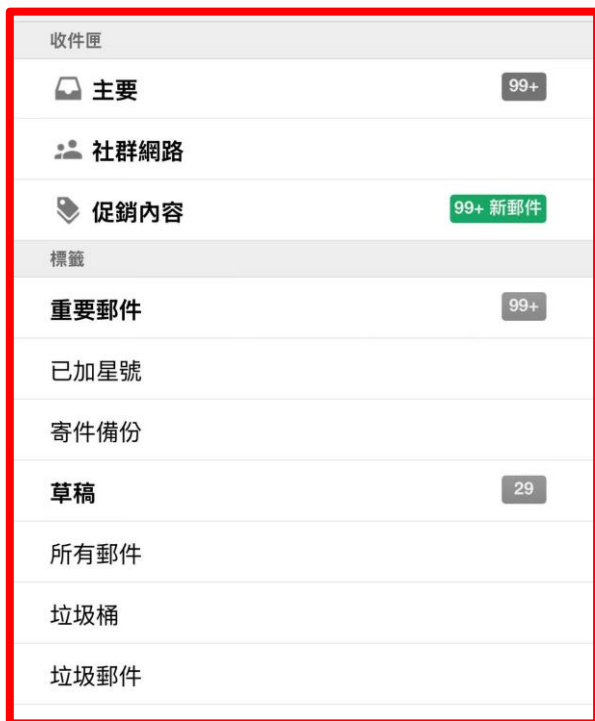 收件匣
主要 99+
社群網路
促銷內容 99+ 新郵件
標籤
重要郵件 99+
已加星號
寄件備份
草稿 29
所有郵件
垃圾桶
垃圾郵件